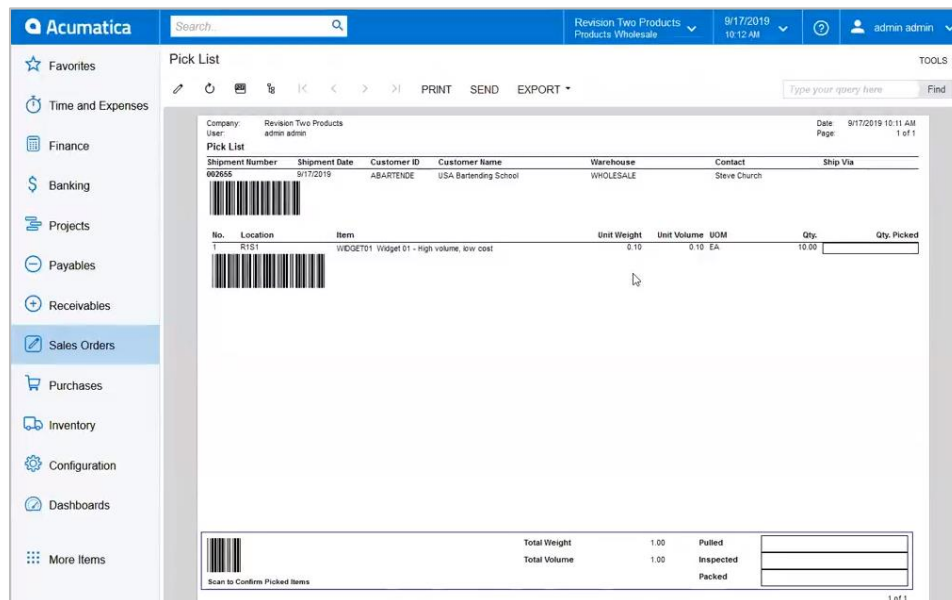 Acumatica
Search...
Revision Two Products
Products Wholesale
9/17/2019
10:12 AM
admin admin
Favorites
Time and Expenses
Finance
Banking
Projects
Payables
Receivables
Sales Orders
Purchases
Inventory
Configuration
Dashboards
More Items
Pick List
TOOLS
PRINT SEND EXPORT
Type your query here
Find
Company: Revision Two Products Date: 9/17/2019 10:11 AM
User: admin admin Page: 1 of 1
Pick List
Shipment Number Shipment Date Customer ID Customer Name Warehouse Contact Ship Via
002655 9/17/2019 ABARTENDE USA Bartending School WHOLESALE Steve Church
No. Location Item Unit Weight Unit Volume UOM Qty. Qty. Picked
1 R1S1 WIDGET01 Widget 01 - High volume, low cost 0.10 0.10 EA 10.00
Total Weight 1.00 Pulled
Total Volume 1.00 Inspected
Packed
Scan to Confirm Picked Items
1 of 1